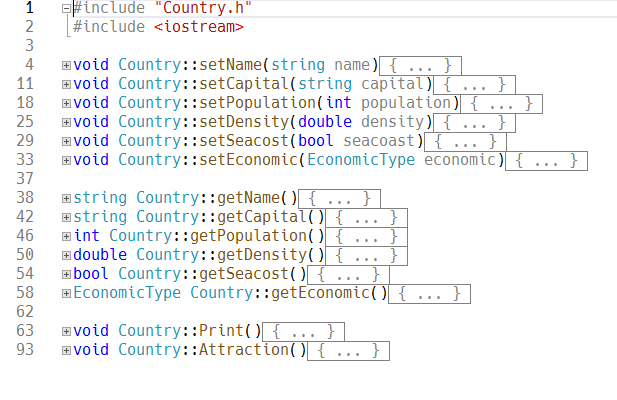 1 #include "Country.h"
2 #include <iostream>
3
4 void Country::setName(string name) { ... }
11 void Country::setCapital(string capital) { ... }
18 void Country::setPopulation(int population) { ... }
25 void Country::setDensity(double density) { ... }
29 void Country::setSeacost(bool seacoast) { ... }
33 void Country::setEconomic(EconomicType economic) { ... }
37
38 string Country::getName() { ... }
42 string Country::getCapital() { ... }
46 int Country::getPopulation() { ... }
50 double Country::getDensity() { ... }
54 bool Country::getSeacost() { ... }
58 EconomicType Country::getEconomic() { ... }
62
63 void Country::Print() { ... }
93 void Country::Attraction() { ... }